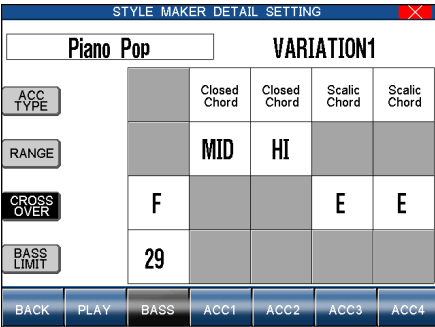 STYLE MAKER DETAIL SETTING
Piano Pop VARIATION1
ACC TYPE
Closed Chord Closed Chord Scalic Chord Scalic Chord
RANGE MID HI
CROSS OVER F E E
BASS LIMIT 29
BACK PLAY BASS ACC1 ACC2 ACC3 ACC4